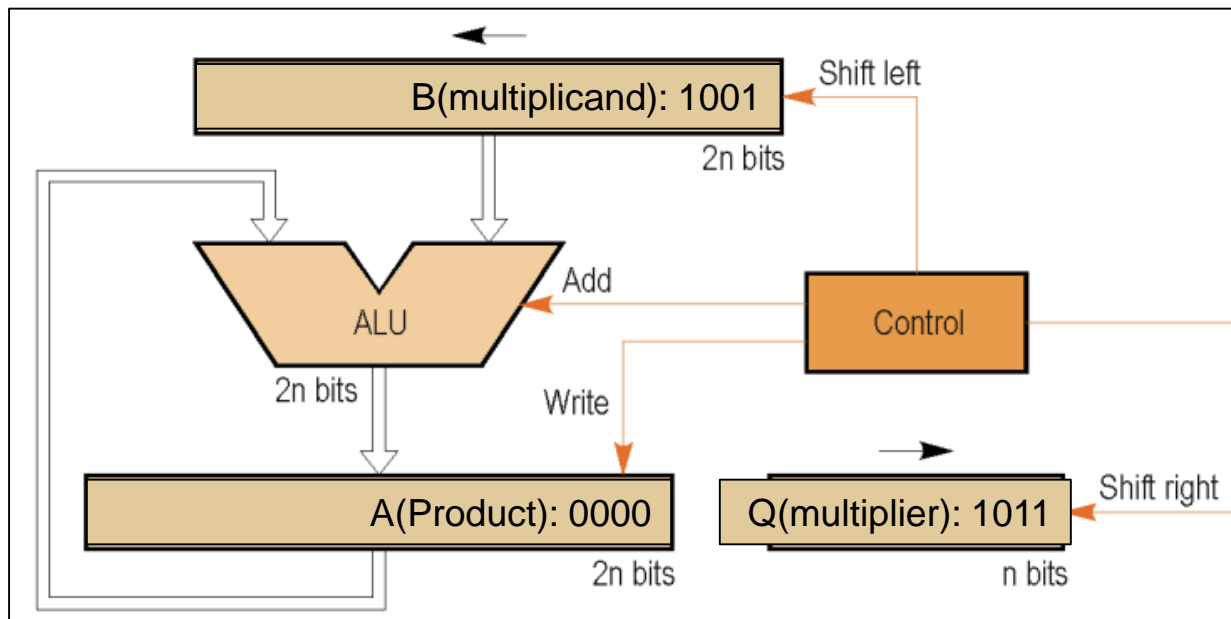 Shift left
B(multiplicand): 1001
2n bits
Add
ALU
Control
2n bits
Write
A(Product): 0000
Q(multiplier): 1011
Shift right
2n bits
n bits